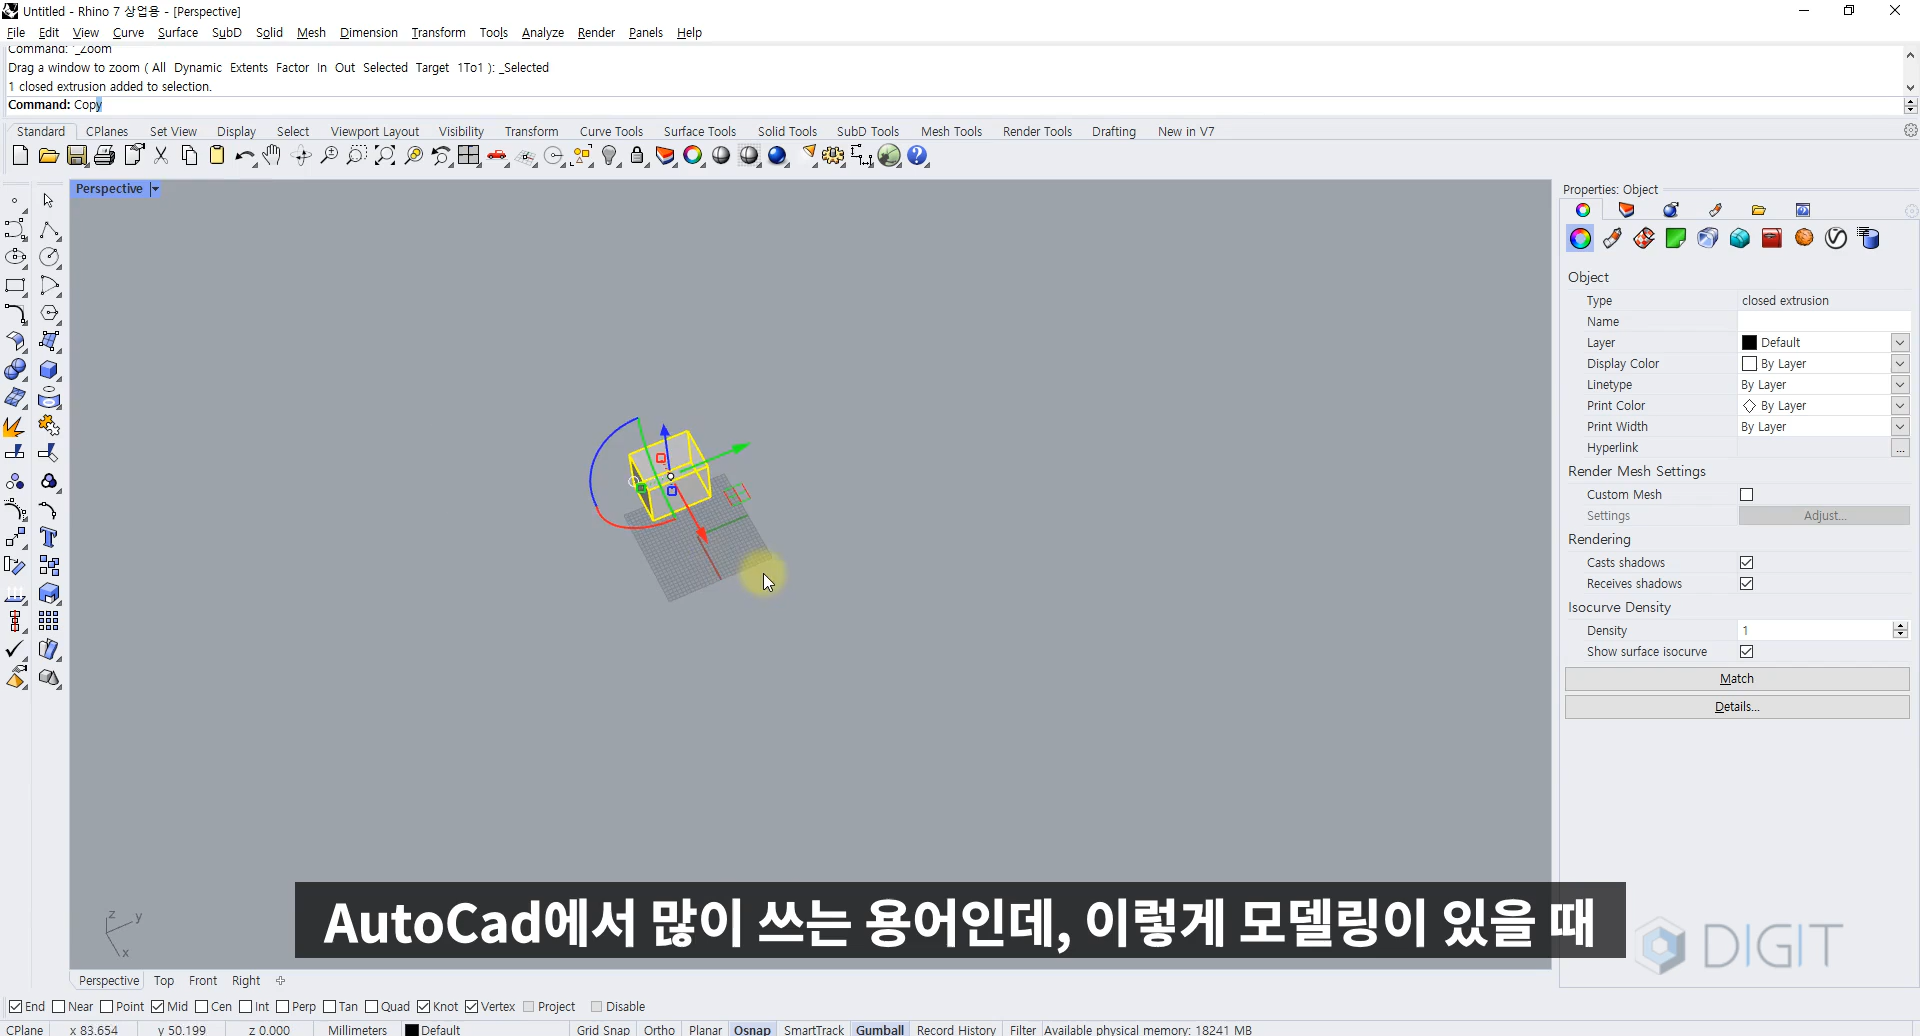 Untitled - Rhino 7 상업용 - [Perspective]
File Edit View Curve Surface SubD Solid Mesh Dimension Transform Tools Analyze Render Panels Help
Command: '_Zoom
Drag a window to zoom ( All Dynamic Extents Factor In Out Selected Target 1To1 ): _Selected
1 closed extrusion added to selection.
Command: Copy
Standard CPlanes Set View Display Select Viewport Layout Visibility Transform Curve Tools Surface Tools Solid Tools SubD Tools Mesh Tools Render Tools Drafting New in V7
Perspective
Properties: Object
Object
Type closed extrusion
Name
Layer Default
Display Color By Layer
Linetype By Layer
Print Color By Layer
Print Width By Layer
Hyperlink ...
Render Mesh Settings
Custom Mesh
Settings Adjust...
Rendering
Casts shadows
Receives shadows
Isocurve Density
Density 1
Show surface isocurve
Match
Details...
z y
x
AutoCad에서 많이 쓰는 용어인데, 이렇게 모델링이 있을 때
DIGIT
Perspective Top Front Right
End Near Point Mid Cen Int Perp Tan Quad Knot Vertex Project Disable
CPlane x 83.654 y 50.199 z 0.000 Millimeters Default Grid Snap Ortho Planar Osnap SmartTrack Gumball Record History Filter Available physical memory: 18241 MB